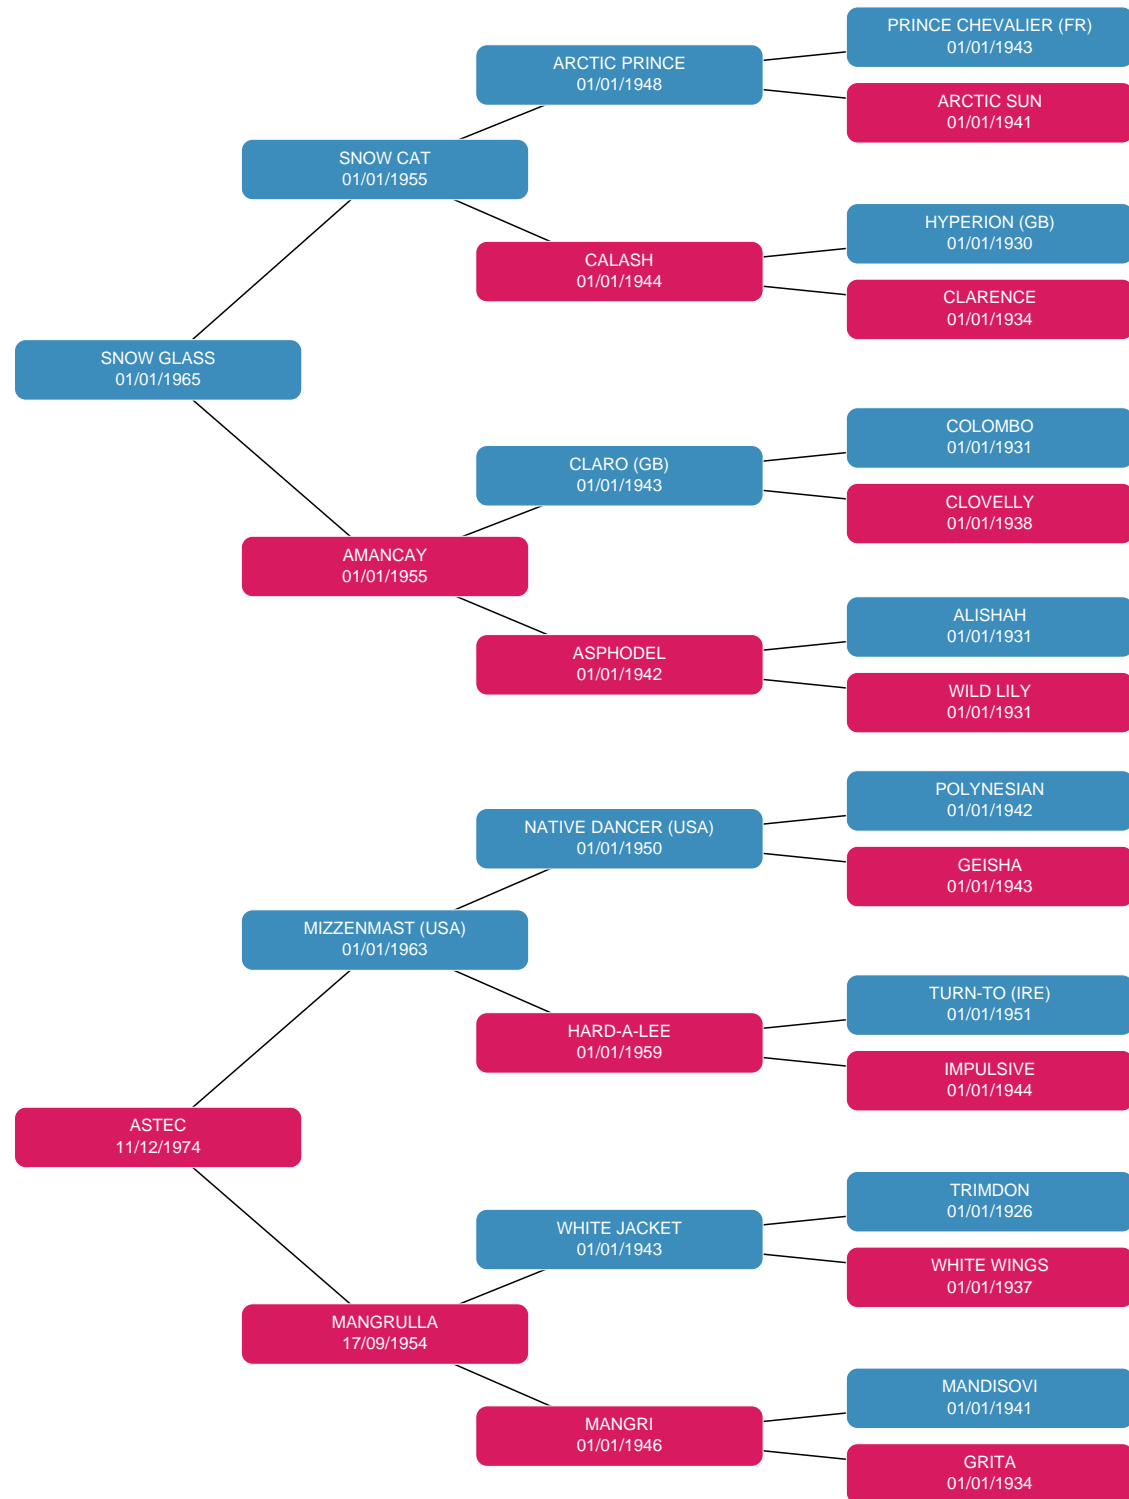 PRINCE CHEVALIER (FR)
01/01/1943
ARCTIC PRINCE
01/01/1948
ARCTIC SUN
01/01/1941
SNOW CAT
01/01/1955
HYPERION (GB)
01/01/1930
CALASH
01/01/1944
CLARENCE
01/01/1934
SNOW GLASS
01/01/1965
COLOMBO
01/01/1931
CLARO (GB)
01/01/1943
CLOVELLY
01/01/1938
AMANCAY
01/01/1955
ALISHAH
01/01/1931
ASPHODEL
01/01/1942
WILD LILY
01/01/1931
POLYNESIAN
01/01/1942
NATIVE DANCER (USA)
01/01/1950
GEISHA
01/01/1943
MIZZENMAST (USA)
01/01/1963
TURN-TO (IRE)
01/01/1951
HARD-A-LEE
01/01/1959
IMPULSIVE
01/01/1944
ASTEC
11/12/1974
TRIMDON
01/01/1926
WHITE JACKET
01/01/1943
WHITE WINGS
01/01/1937
MANGRULLA
17/09/1954
MANDISOVI
01/01/1941
MANGRI
01/01/1946
GRITA
01/01/1934